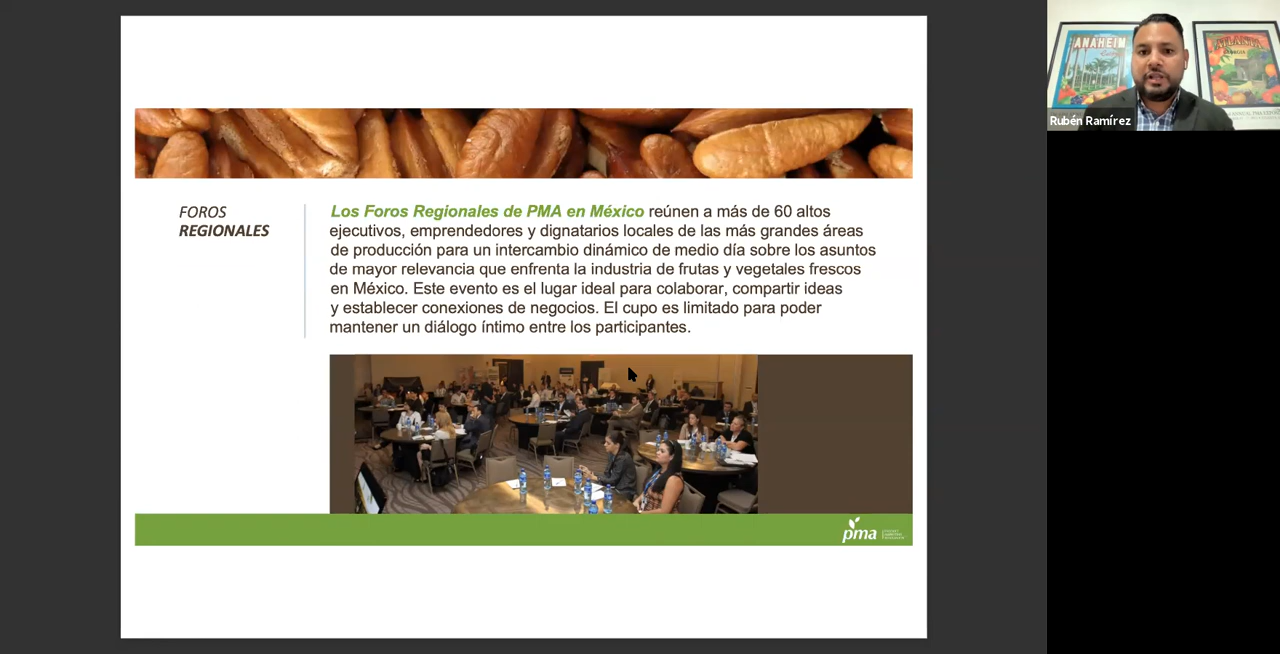 FOROS
REGIONALES
Los Foros Regionales de PMA en México reúnen a más de 60 altos
ejecutivos, emprendedores y dignatarios locales de las más grandes áreas
de producción para un intercambio dinámico de medio día sobre los asuntos
de mayor relevancia que enfrenta la industria de frutas y vegetales frescos
en México. Este evento es el lugar ideal para colaborar, compartir ideas
y establecer conexiones de negocios. El cupo es limitado para poder
mantener un diálogo íntimo entre los participantes.
pma
ANAHEIM
ATLANTA
GEORGIA
Rubén Ramírez